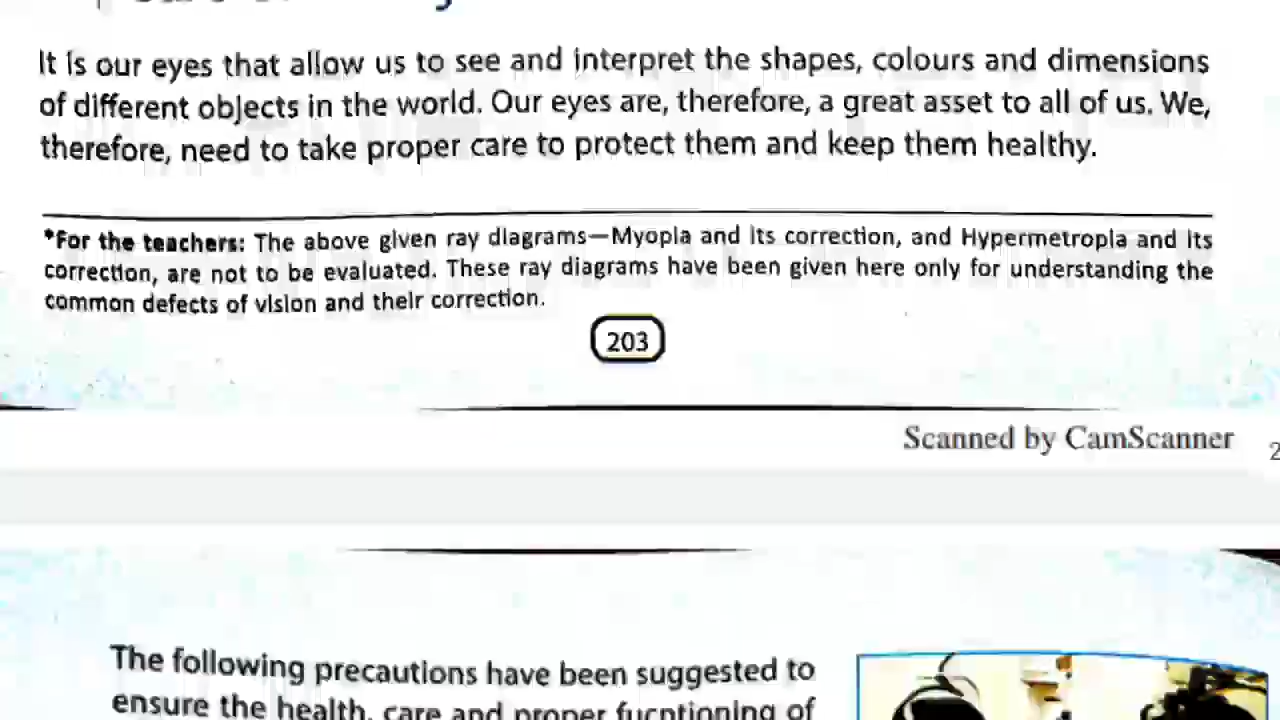 It is our eyes that allow us to see and interpret the shapes, colours and dimensions
of different objects in the world. Our eyes are, therefore, a great asset to all of us. We,
therefore, need to take proper care to protect them and keep them healthy.
*For the teachers: The above given ray diagrams—Myopia and its correction, and Hypermetropia and its
correction, are not to be evaluated. These ray diagrams have been given here only for understanding the
common defects of vision and their correction.
203
Scanned by CamScanner
2
The following precautions have been suggested to
ensure the health, care and proper fucntioning of